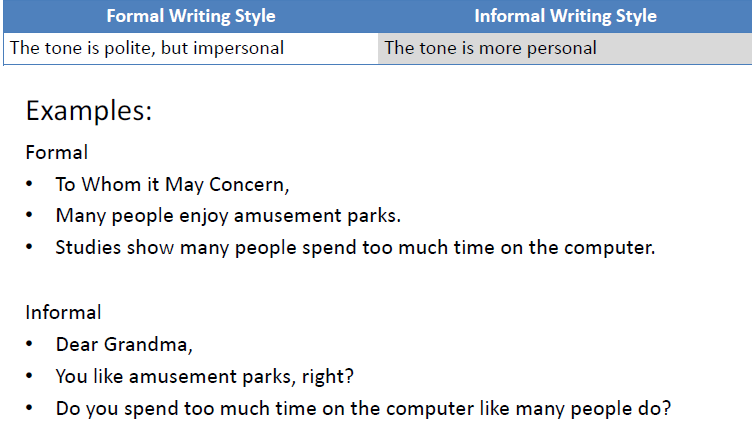 Formal Writing Style Informal Writing Style
The tone is polite, but impersonal The tone is more personal
Examples:
Formal
• To Whom it May Concern,
• Many people enjoy amusement parks.
• Studies show many people spend too much time on the computer.
Informal
• Dear Grandma,
• You like amusement parks, right?
• Do you spend too much time on the computer like many people do?